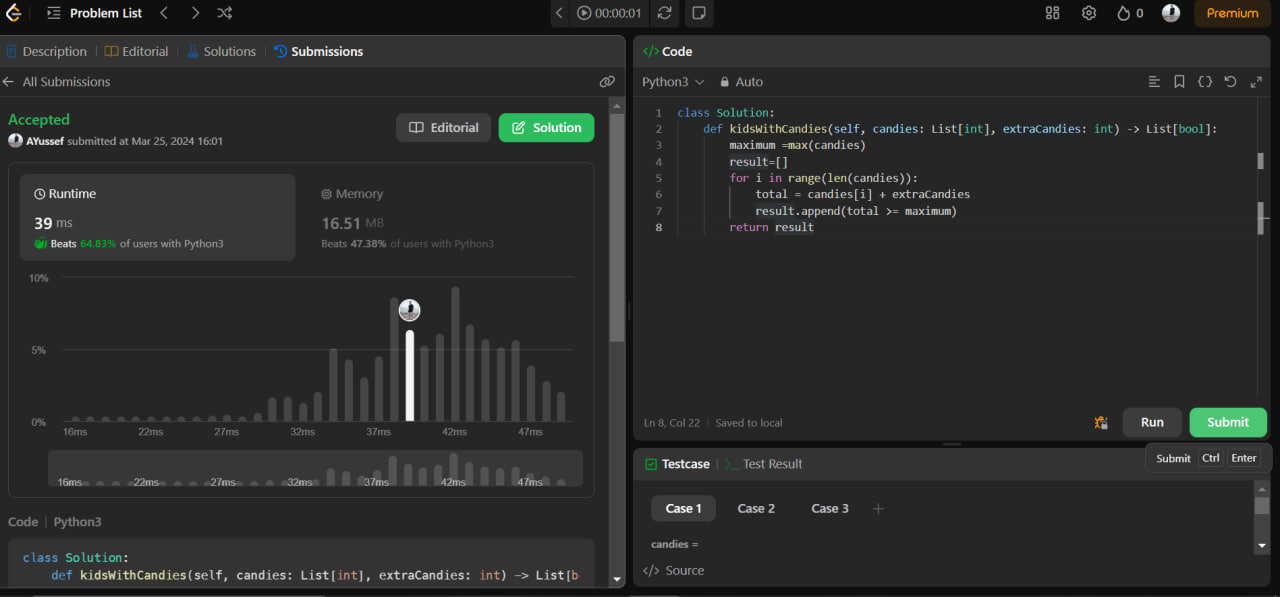 Problem List
00:00:01
0
Premium
Description | Editorial | Solutions | Submissions
All Submissions
Accepted
AYussef submitted at Mar 25, 2024 16:01
Editorial
Solution
Runtime
39 ms
Beats 64.83% of users with Python3
Memory
16.51 MB
Beats 47.38% of users with Python3
10%
5%
0%
16ms 22ms 27ms 32ms 37ms 42ms 47ms
16ms 22ms 27ms 32ms 37ms 42ms 47ms
Code | Python3
class Solution:
def kidsWithCandies(self, candies: List[int], extraCandies: int) -> List[b
</> Code
Python3 Auto
1 class Solution:
2 def kidsWithCandies(self, candies: List[int], extraCandies: int) -> List[bool]:
3 maximum =max(candies)
4 result=[]
5 for i in range(len(candies)):
6 total = candies[i] + extraCandies
7 result.append(total >= maximum)
8 return result
Ln 8, Col 22 | Saved to local
Run
Submit
Submit Ctrl Enter
Testcase | >_ Test Result
Case 1 Case 2 Case 3 +
candies =
</> Source